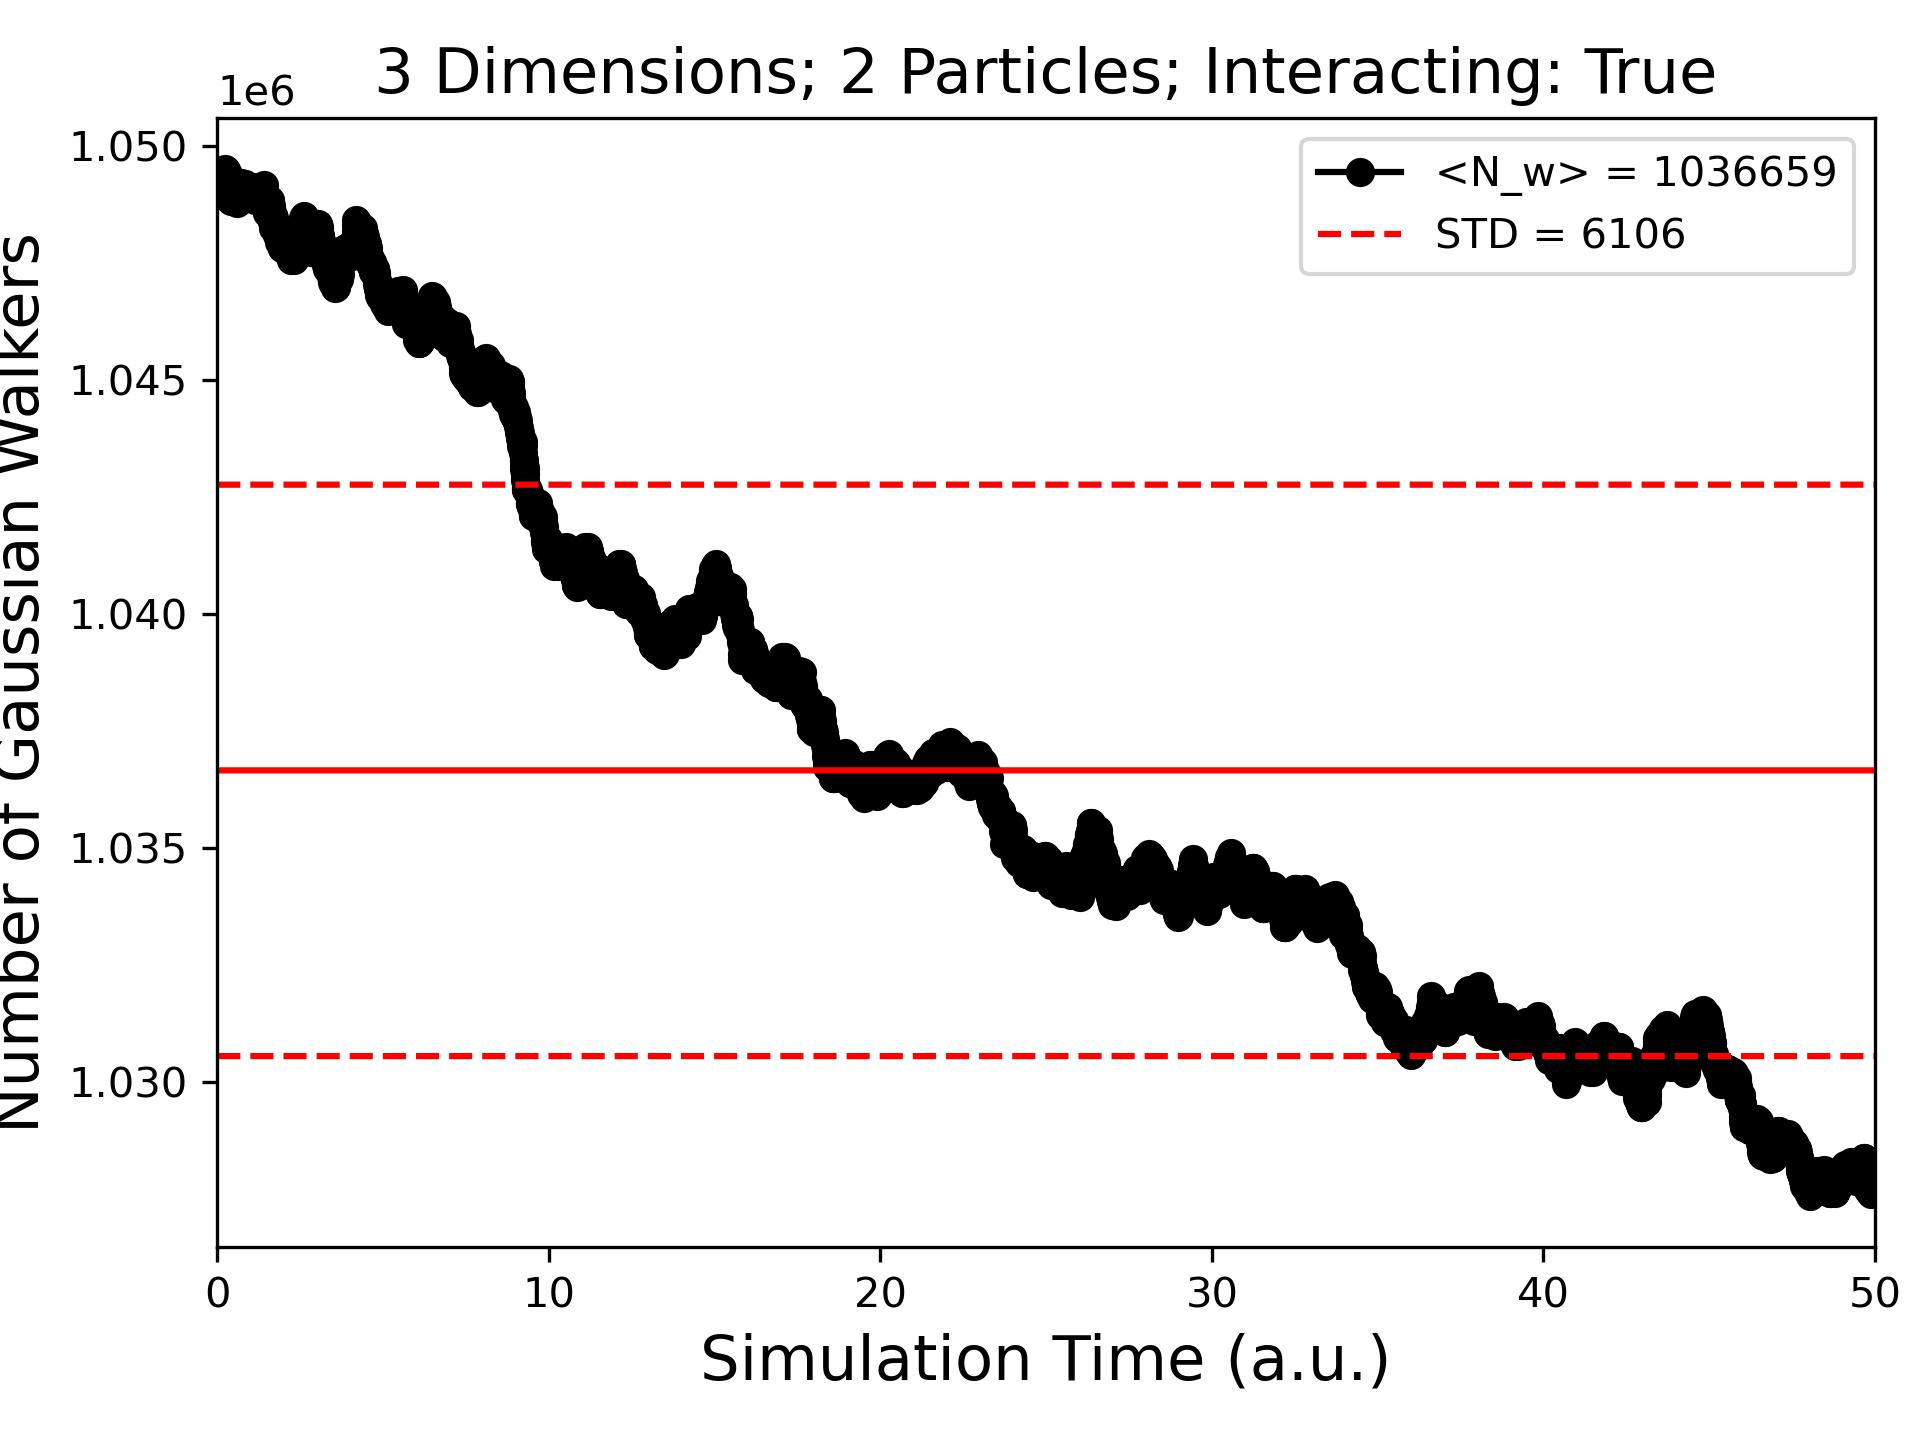 3 Dimensions; 2 Particles; Interacting: True
1e6
<N_w> = 1036659
STD = 6106
Number of Gaussian Walkers
1.050
1.045
1.040
1.035
1.030
0 10 20 30 40 50
Simulation Time (a.u.)